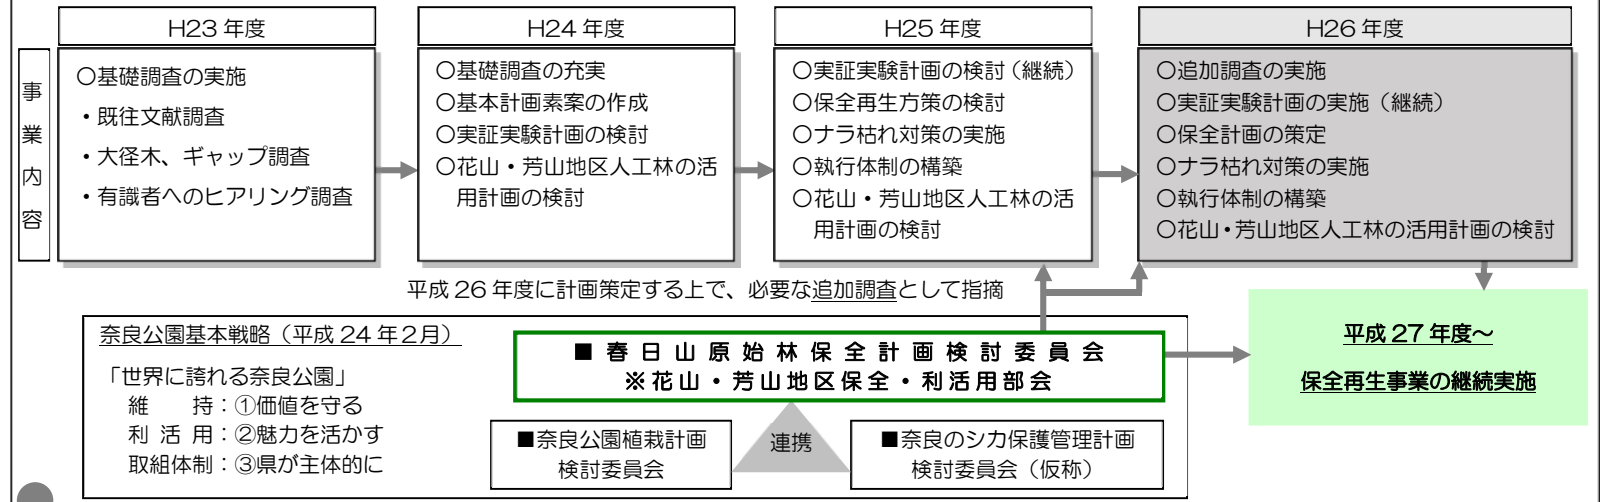 事業内容
H23 年度
○基礎調査の実施
・既往文献調査
・大径木、ギャップ調査
・有識者へのヒアリング調査
H24 年度
○基礎調査の充実
○基本計画素案の作成
○実証実験計画の検討
○花山・芳山地区人工林の活
用計画の検討
H25 年度
○実証実験計画の検討（継続）
○保全再生方策の検討
○ナラ枯れ対策の実施
○執行体制の構築
○花山・芳山地区人工林の活
用計画の検討
H26 年度
○追加調査の実施
○実証実験計画の実施（継続）
○保全計画の策定
○ナラ枯れ対策の実施
○執行体制の構築
○花山・芳山地区人工林の活用計画の検討
平成 26 年度に計画策定する上で、必要な追加調査として指摘
奈良公園基本戦略（平成 24 年２月）
「世界に誇れる奈良公園」
維　　持：①価値を守る
利 活 用：②魅力を活かす
取組体制：③県が主体的に
■ 春 日 山 原 始 林 保 全 計 画 検 討 委 員 会
※花山・芳山地区保全・利活用部会
■奈良公園植栽計画
検討委員会
連携
■奈良のシカ保護管理計画
検討委員会（仮称）
平成 27 年度～
保全再生事業の継続実施